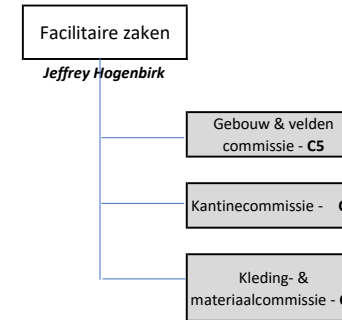 Facilitaire zaken
Jeffrey Hogenbirk
Gebouw & velden
commissie - C5
Kantinecommissie -
Kleding- &
materiaalcommissie -